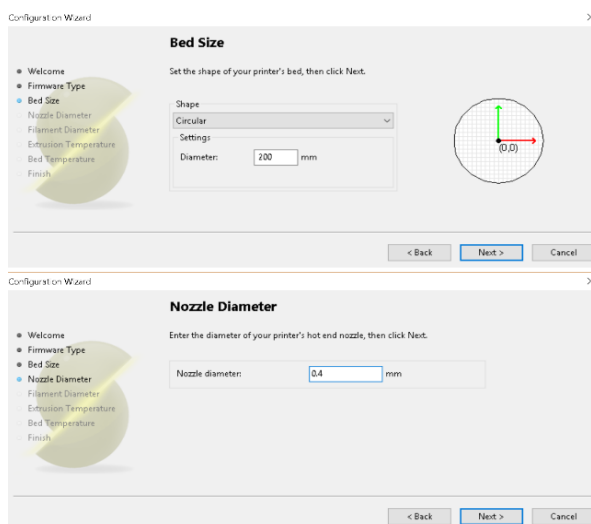 Configuration Wizard
Bed Size
Welcome
Firmware Type
Bed Size
Nozzle Diameter
Filament Diameter
Extrusion Temperature
Bed Temperature
Finish
Set the shape of your printer's bed, then click Next.
Shape
Circular
Settings
Diameter: 200 mm
(0,0)
< Back Next > Cancel
Configuration Wizard
Nozzle Diameter
Welcome
Firmware Type
Bed Size
Nozzle Diameter
Filament Diameter
Extrusion Temperature
Bed Temperature
Finish
Enter the diameter of your printer's hot end nozzle, then click Next.
Nozzle diameter: 0.4 mm
< Back Next > Cancel